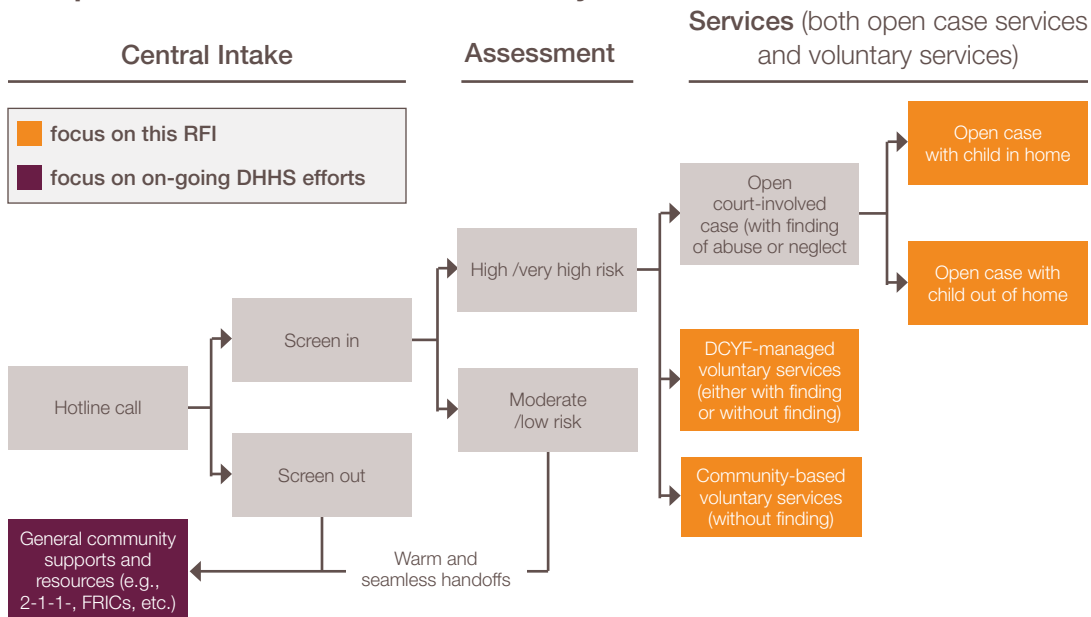 Central Intake
Assessment
Services (both open case services
and voluntary services)
focus on this RFI
focus on on-going DHHS efforts
Hotline call
Screen in
Screen out
General community
supports and
resources (e.g.,
2-1-1-, FRICs, etc.)
Warm and
seamless handoffs
High /very high risk
Moderate
/low risk
Open
court-involved
case (with finding
of abuse or neglect
DCYF-managed
voluntary services
(either with finding
or without finding)
Community-based
voluntary services
(without finding)
Open case
with child in home
Open case with
child out of home